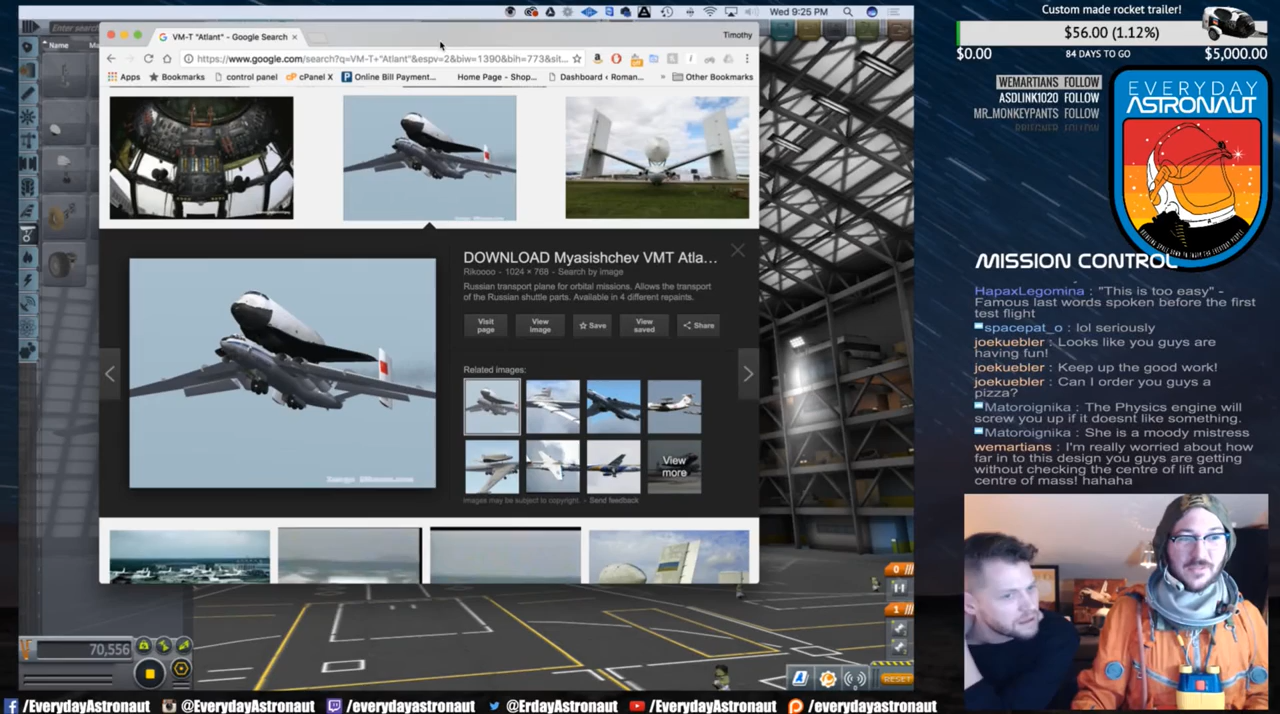 Wed 9:25 PM
Enter search
Name
VM-T "Atlant" - Google Search
Timothy
https://www.google.com/search?q=VM-T+"Atlant"&espv=2&biw=1390&bih=773&sit...
Apps
Bookmarks
control panel
cPanel X
Online Bill Payment...
Home Page - Shop...
Dashboard ‹ Roman...
» Other Bookmarks
DOWNLOAD Myasishchev VMT Atla...
Rikoooo - 1024 × 768 - Search by image
Russian transport plane for orbital missions. Allows the transport
of the Russian shuttle parts. Available in 4 different repaints.
Visit page
View image
Save
View saved
Share
Related images:
View more
Images may be subject to copyright. - Send feedback
70,556
0
1
RESET
Custom made rocket trailer!
$56.00 (1.12%)
$0.00
84 DAYS TO GO
$5,000.00
WEMARTIANS FOLLOW
ASDLINK1020 FOLLOW
MR_MONKEYPANTS FOLLOW
EVERYDAY
ASTRONAUT
MISSION CONTROL
HapaxLegomina : "This is too easy" -
Famous last words spoken before the first
test flight
spacepat_o : lol seriously
joekuebler : Looks like you guys are
having fun!
joekuebler : Keep up the good work!
joekuebler : Can I order you guys a
pizza?
Matoroignika : The Physics engine will
screw you up if it doesnt like something.
Matoroignika : She is a moody mistress
wemartians : I'm really worried about how
far in to this design you guys are getting
without checking the centre of lift and
centre of mass! hahaha
/EverydayAstronaut
@EverydayAstronaut
/everydayastronaut
@ErdayAstronaut
/EverydayAstronaut
/everydayastronaut